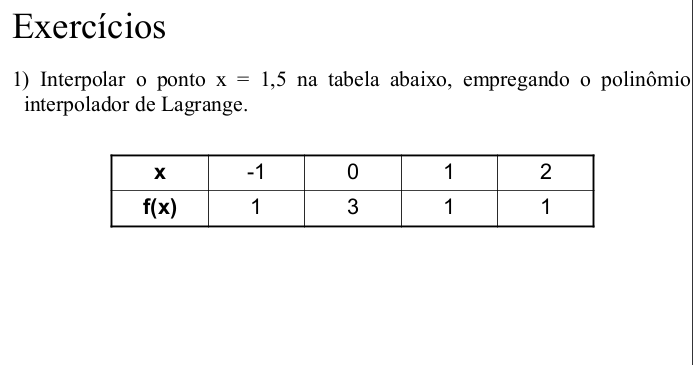 Exercícios
1) Interpolar o ponto x = 1,5 na tabela abaixo, empregando o polinômio
interpolador de Lagrange.
x -1 0 1 2
f(x) 1 3 1 1